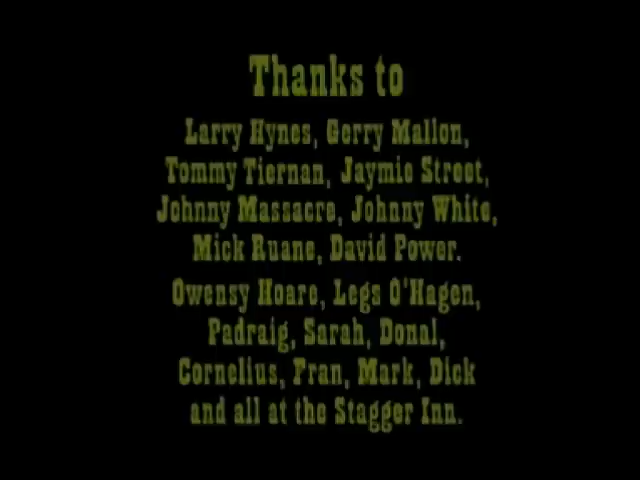 Thanks to
Larry Hynes, Gerry Mallon,
Tommy Tiernan, Jaymie Street,
Johnny Massacre, Johnny White,
Mick Ruane, David Power.
Owensy Hoare, Legs O'Hagen,
Padraig, Sarah, Donal,
Cornelius, Fran, Mark, Dick
and all at the Stagger Inn.